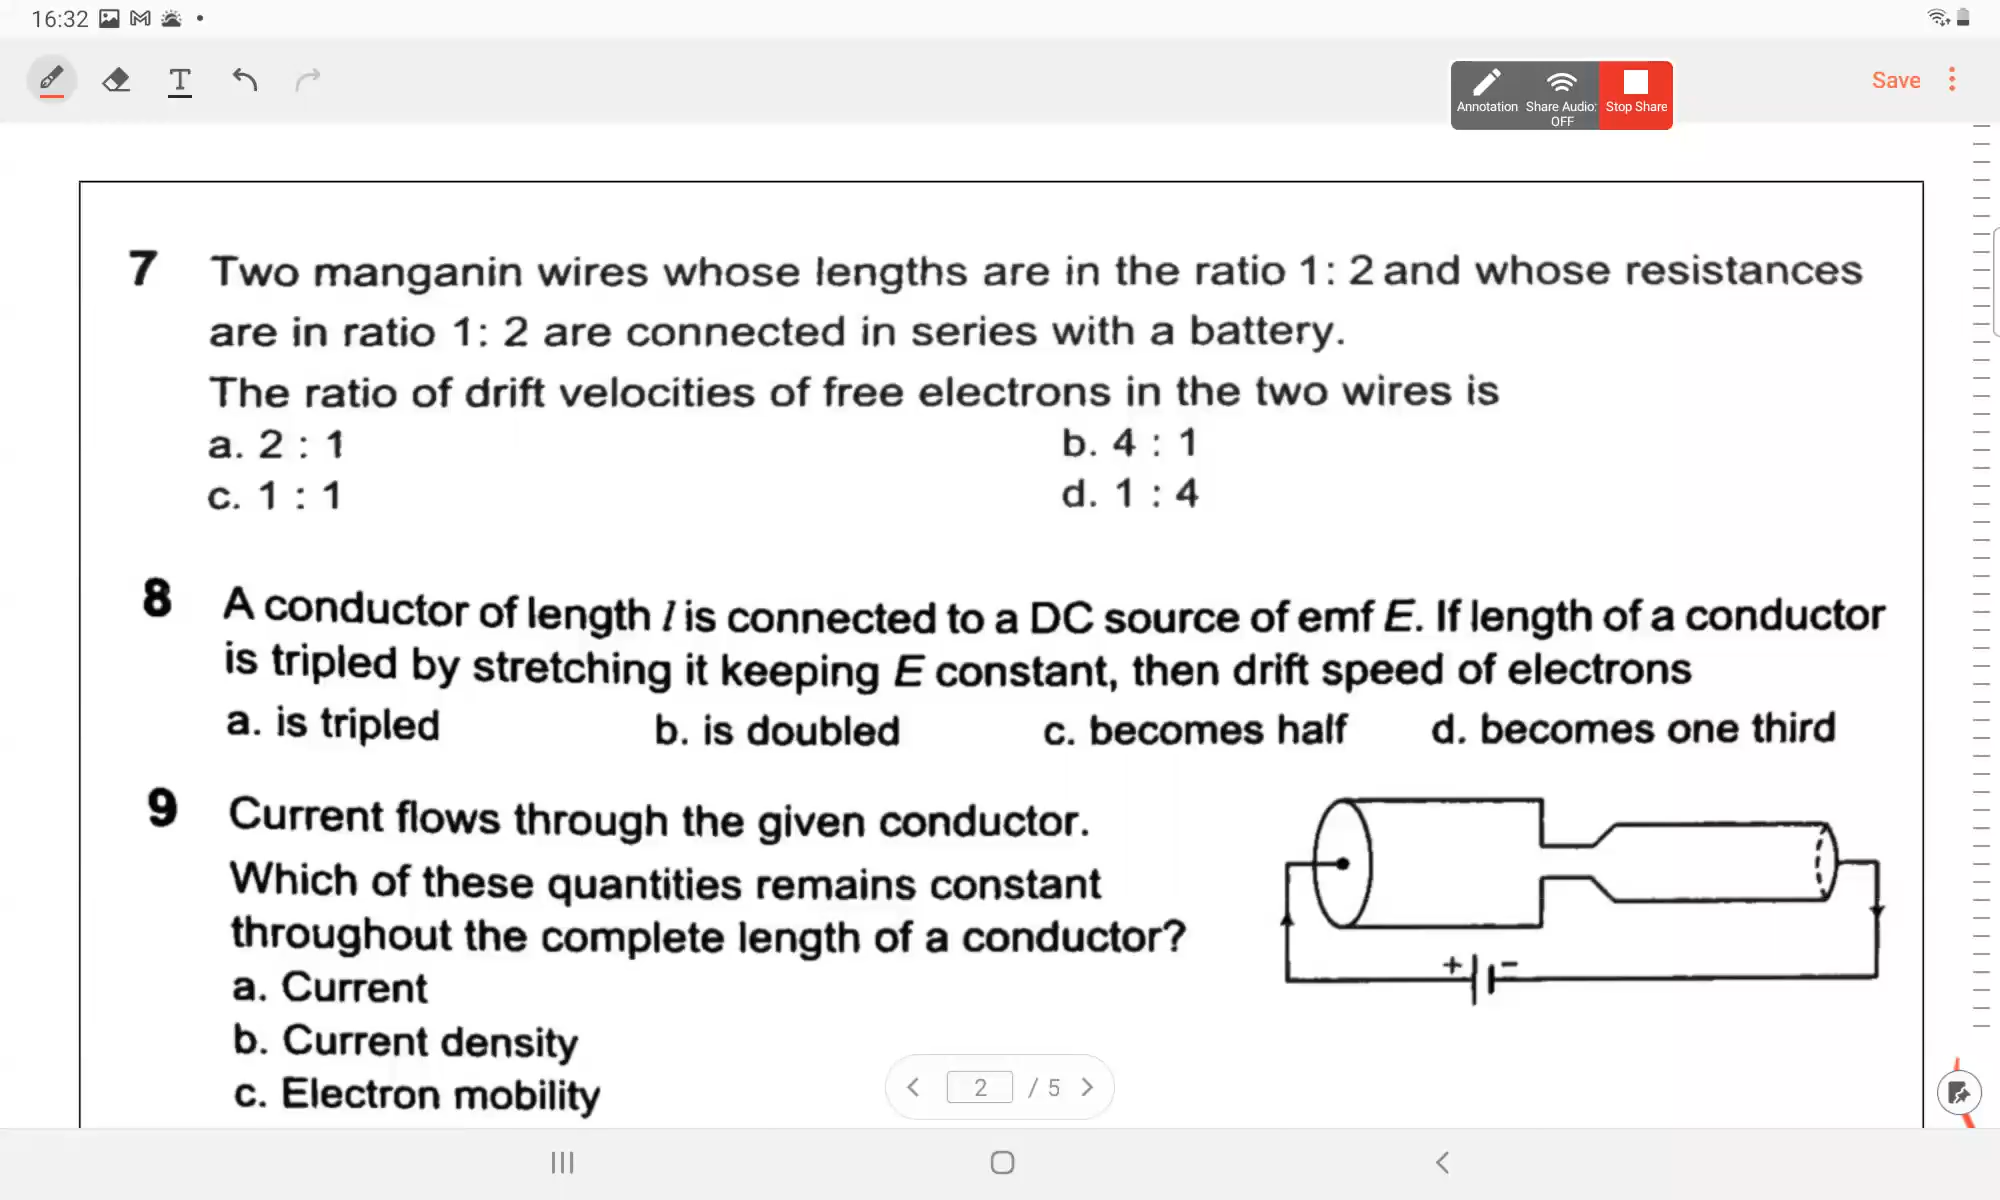 16:32
Annotation Share Audio: OFF Stop Share
Save
7 Two manganin wires whose lengths are in the ratio 1: 2 and whose resistances
are in ratio 1: 2 are connected in series with a battery.
The ratio of drift velocities of free electrons in the two wires is
a. 2 : 1 b. 4 : 1
c. 1 : 1 d. 1 : 4
8 A conductor of length l is connected to a DC source of emf E. If length of a conductor
is tripled by stretching it keeping E constant, then drift speed of electrons
a. is tripled b. is doubled c. becomes half d. becomes one third
9 Current flows through the given conductor.
Which of these quantities remains constant
throughout the complete length of a conductor?
a. Current
b. Current density
c. Electron mobility
+ −
2 / 5